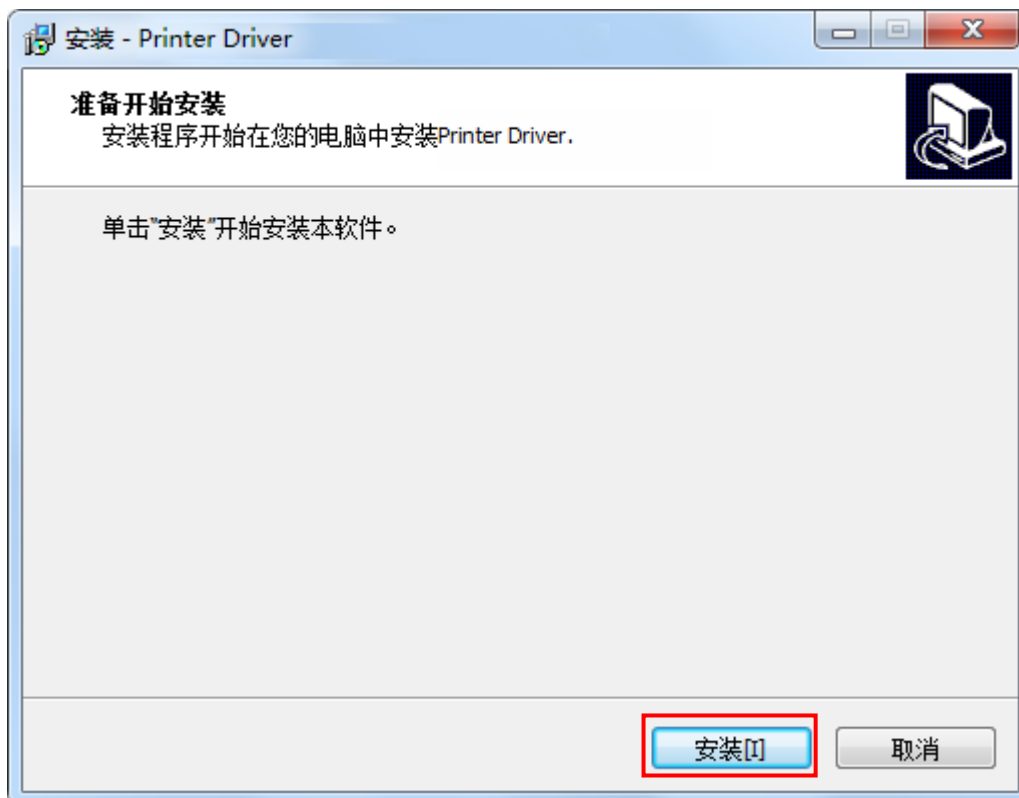 安装 - Printer Driver
准备开始安装
安装程序开始在您的电脑中安装Printer Driver.
单击"安装"开始安装本软件。
安装[I] 取消